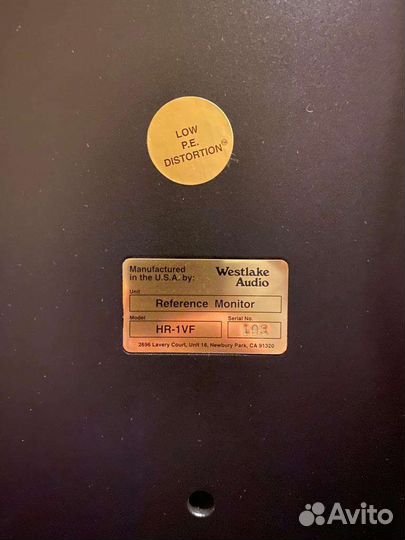 LOW
P.E.
DISTORTION™
Manufactured
in the U.S.A. by:
Westlake
Audio
Unit
Reference Monitor
Model
HR-1VF
Serial No.
2696 Lavery Court, Unit 18, Newbury Park, CA 91320
Avito